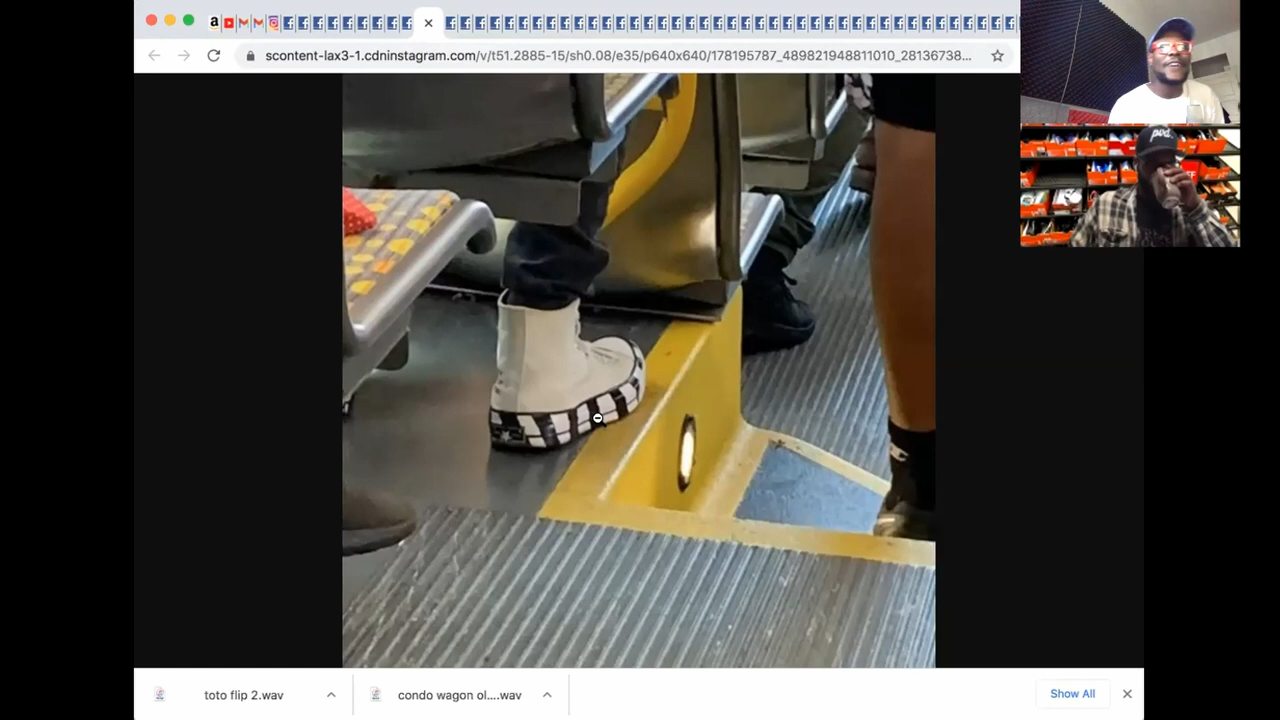 a
scontent-lax3-1.cdninstagram.com/v/t51.2885-15/sh0.08/e35/p640x640/178195787_489821948811010_28136738...
toto flip 2.wav
condo wagon ol....wav
Show All